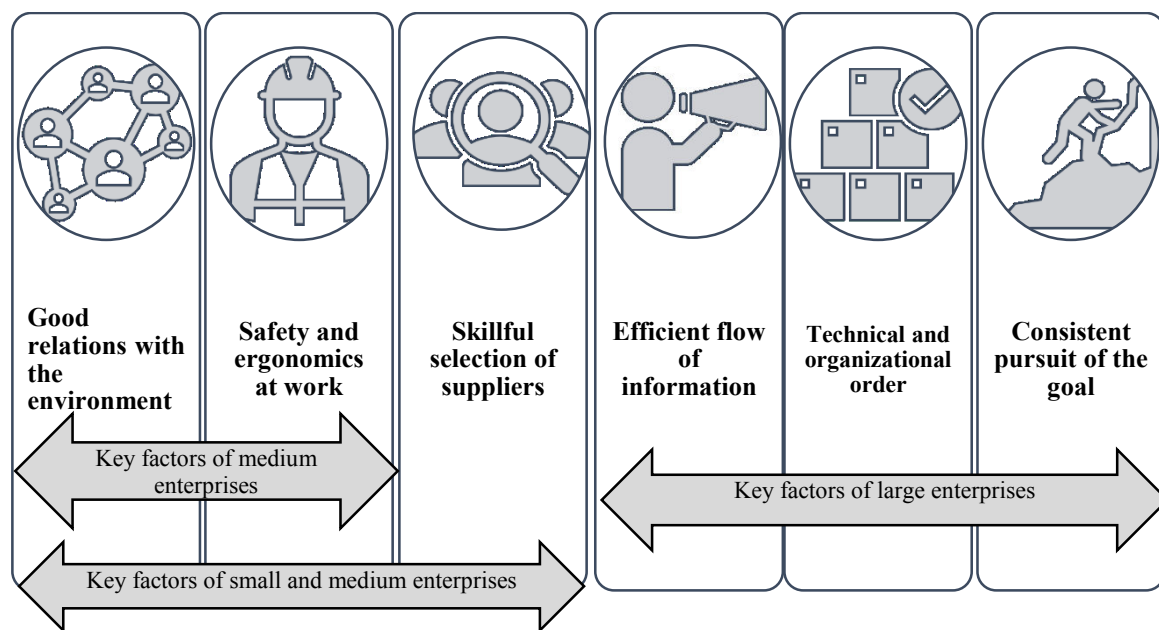 Good
relations with
the
environment
Safety and
ergonomics
at work
Skillful
selection of
suppliers
Efficient flow
of
information
Technical and
organizational
order
Consistent
pursuit of the
goal
Key factors of medium
enterprises
Key factors of large enterprises
Key factors of small and medium enterprises